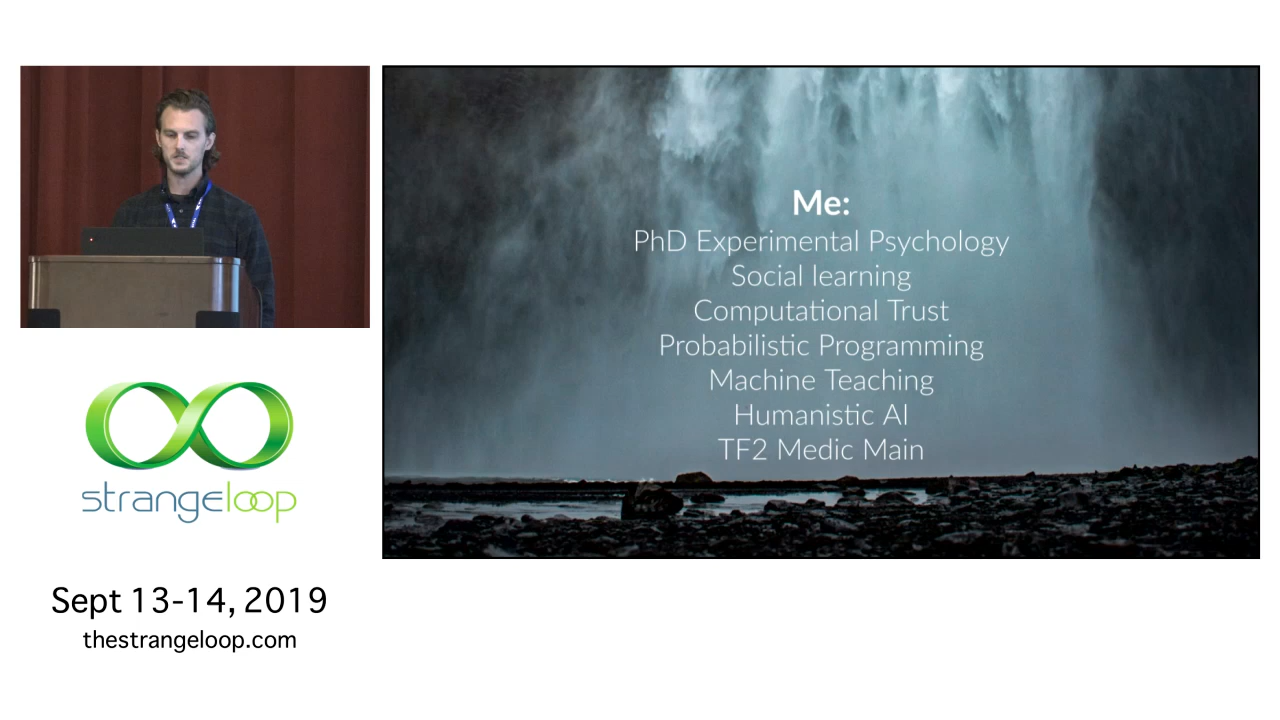 Me:
PhD Experimental Psychology
Social learning
Computational Trust
Probabilistic Programming
Machine Teaching
Humanistic AI
TF2 Medic Main
strangeloop
Sept 13-14, 2019
thestrangeloop.com